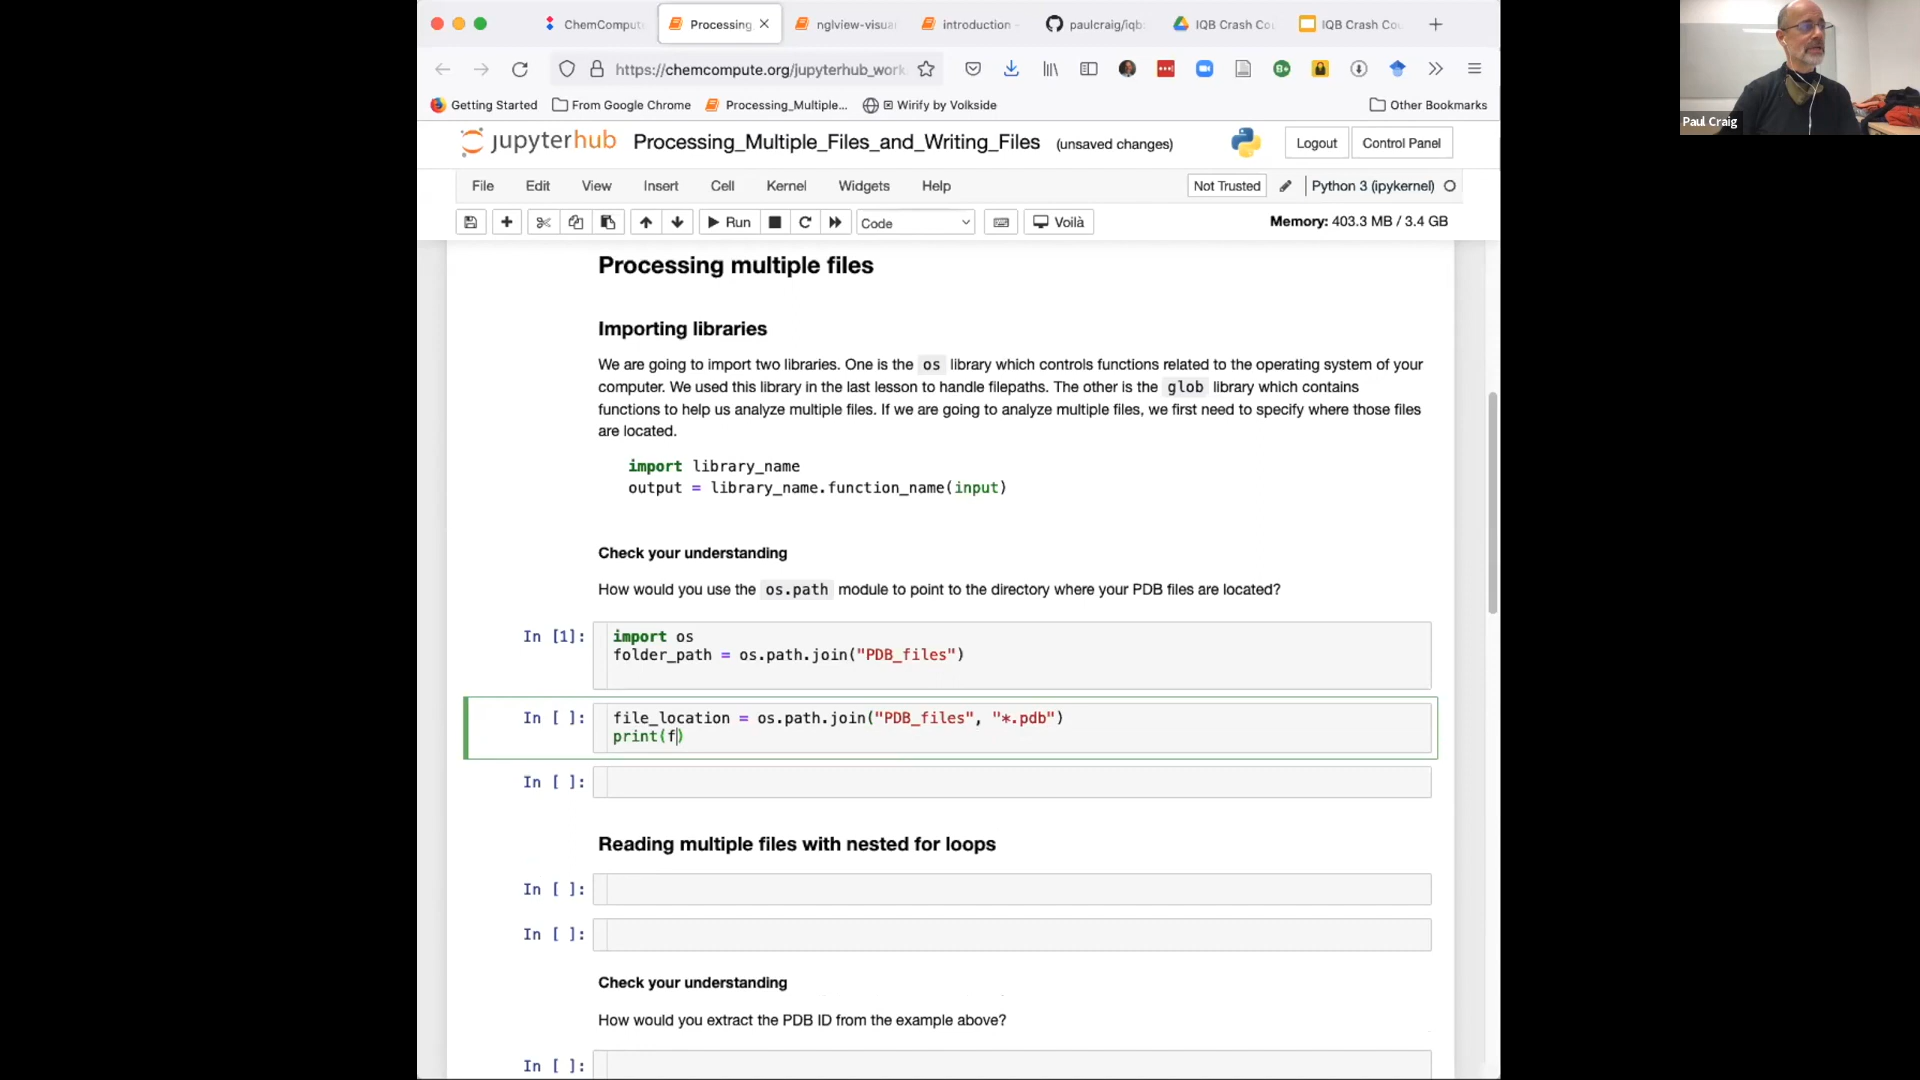 ChemCompute
Processing
nglview-visua
introduction -
paulcraig/iqb
IQB Crash Cou
IQB Crash Cou
https://chemcompute.org/jupyterhub_work
Getting Started
From Google Chrome
Processing_Multiple...
Wirify by Volkside
Other Bookmarks
Paul Craig
jupyterhub
Processing_Multiple_Files_and_Writing_Files
(unsaved changes)
Logout
Control Panel
File
Edit
View
Insert
Cell
Kernel
Widgets
Help
Not Trusted
Python 3 (ipykernel)
Run
Code
Voilà
Memory: 403.3 MB / 3.4 GB
Processing multiple files
Importing libraries
We are going to import two libraries. One is the os library which controls functions related to the operating system of your
computer. We used this library in the last lesson to handle filepaths. The other is the glob library which contains
functions to help us analyze multiple files. If we are going to analyze multiple files, we first need to specify where those files
are located.
import library_name
output = library_name.function_name(input)
Check your understanding
How would you use the os.path module to point to the directory where your PDB files are located?
In [1]:
import os
folder_path = os.path.join("PDB_files")
In [ ]:
file_location = os.path.join("PDB_files", "*.pdb")
print(f)
In [ ]:
Reading multiple files with nested for loops
In [ ]:
In [ ]:
Check your understanding
How would you extract the PDB ID from the example above?
In [ ]: